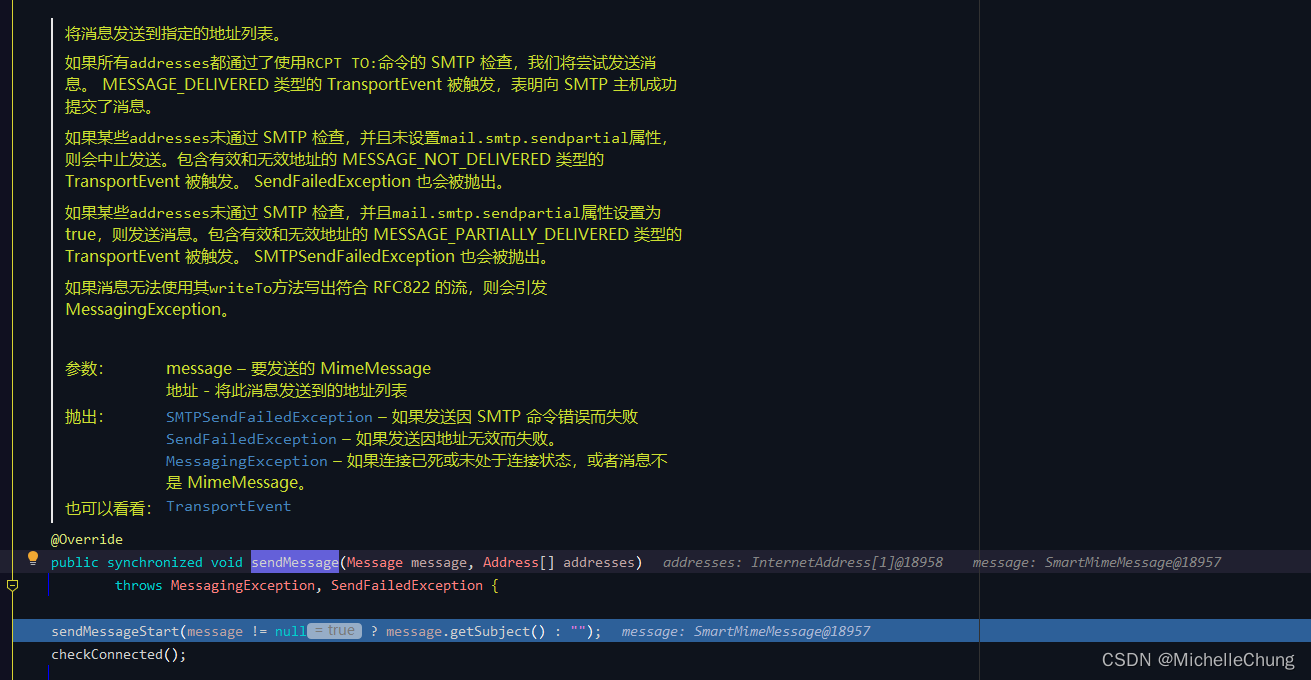 将消息发送到指定的地址列表。
如果所有addresses都通过了使用RCPT TO:命令的 SMTP 检查，我们将尝试发送消
息。 MESSAGE_DELIVERED 类型的 TransportEvent 被触发，表明向 SMTP 主机成功
提交了消息。
如果某些addresses未通过 SMTP 检查，并且未设置mail.smtp.sendpartial属性，
则会中止发送。包含有效和无效地址的 MESSAGE_NOT_DELIVERED 类型的
TransportEvent 被触发。 SendFailedException 也会被抛出。
如果某些addresses未通过 SMTP 检查，并且mail.smtp.sendpartial属性设置为
true，则发送消息。包含有效和无效地址的 MESSAGE_PARTIALLY_DELIVERED 类型的
TransportEvent 被触发。 SMTPSendFailedException 也会被抛出。
如果消息无法使用其writeTo方法写出符合 RFC822 的流，则会引发
MessagingException。
参数： message – 要发送的 MimeMessage
地址 - 将此消息发送到的地址列表
抛出： SMTPSendFailedException – 如果发送因 SMTP 命令错误而失败
SendFailedException – 如果发送因地址无效而失败。
MessagingException – 如果连接已死或未处于连接状态，或者消息不
是 MimeMessage。
也可以看看： TransportEvent
@Override
public synchronized void sendMessage(Message message, Address[] addresses) addresses: InternetAddress[1]@18958 message: SmartMimeMessage@18957
throws MessagingException, SendFailedException {
sendMessageStart(message != null = true ? message.getSubject() : ""); message: SmartMimeMessage@18957
checkConnected();
CSDN @MichelleChung